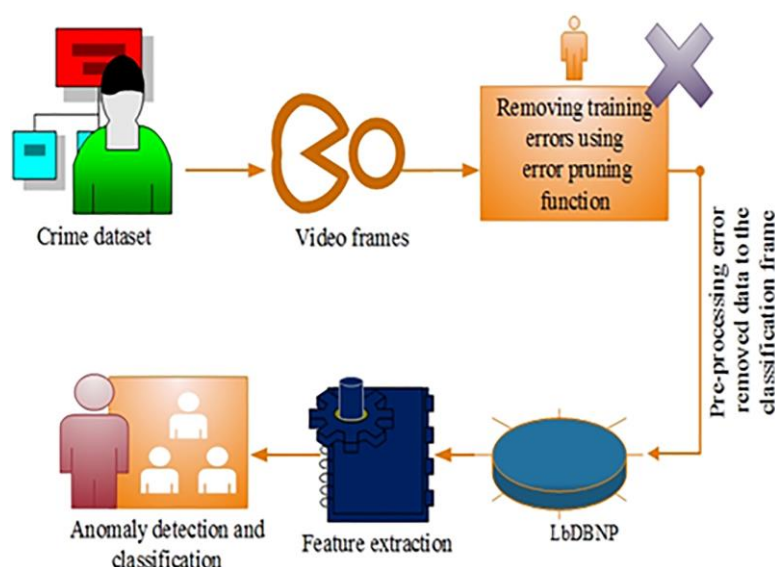 Removing training
errors using
error pruning
function
Crime dataset
Video frames
Pre-processing error
removed data to the
classification frame
LbDBNP
Feature extraction
Anomaly detection and
classification